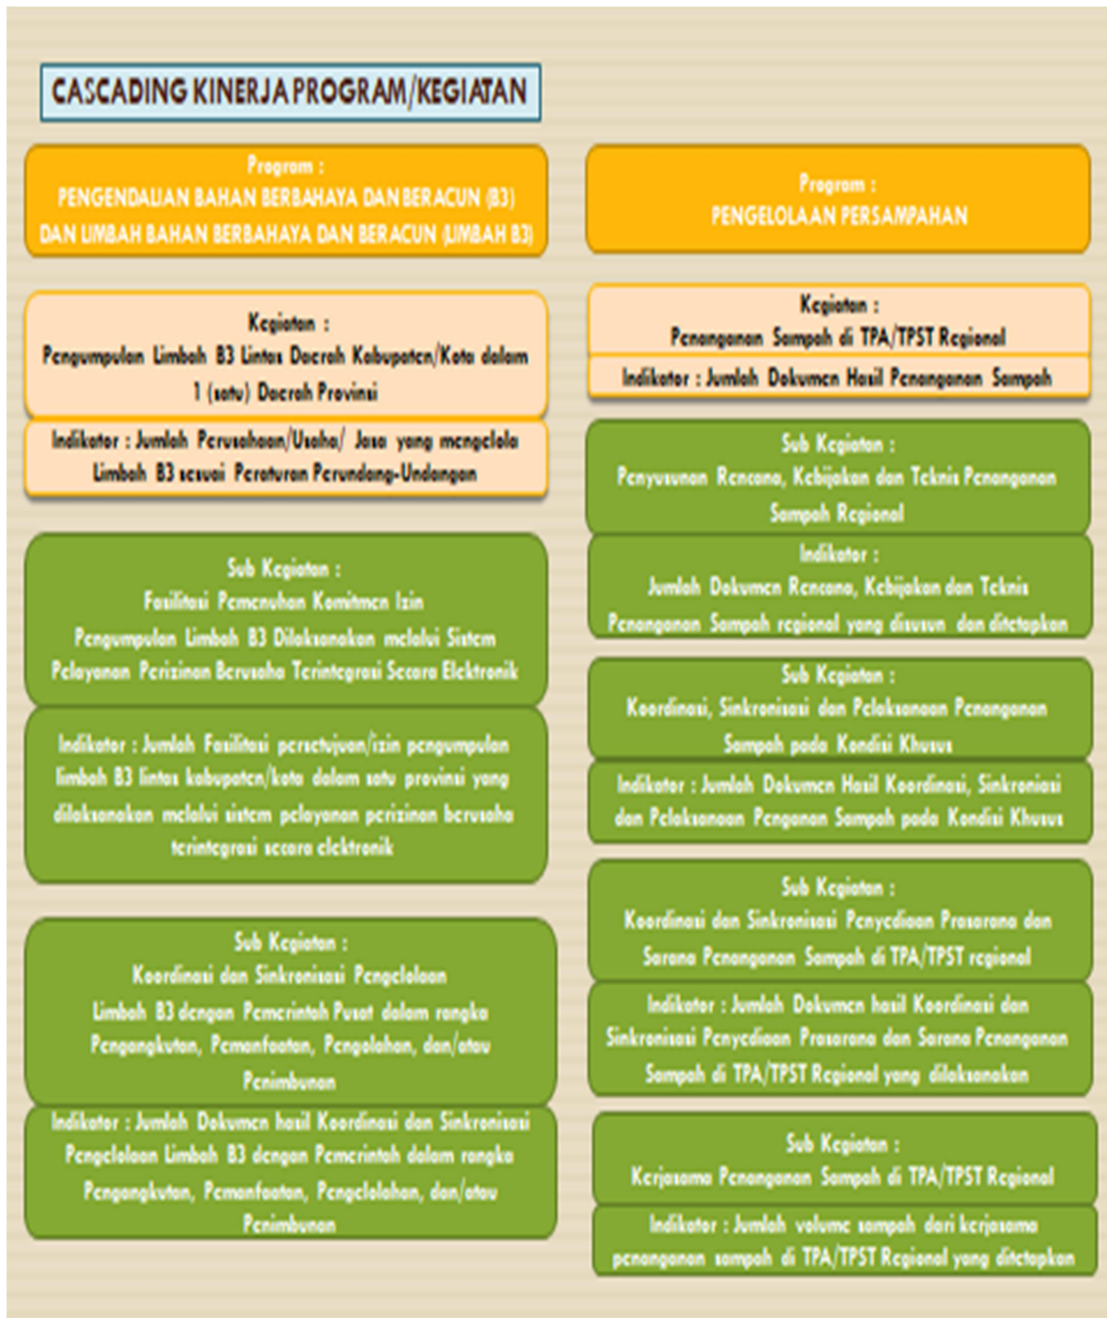 CASCADING KINERJA PROGRAM/KEGIATAN
Program :
PENGENDALIAN BAHAN BERBAHAYA DAN BERACUN (B3)
DAN LIMBAH BAHAN BERBAHAYA DAN BERACUN (LIMBAH B3)
Kegiatan :
Pengumpulan Limbah B3 Lintas Daerah Kabupaten/Kota dalam
1 (satu) Daerah Provinsi
Indikator : Jumlah Perusahaan/Usaha/ Jasa yang mengelola
Limbah B3 sesuai Peraturan Perundang-Undangan
Sub Kegiatan :
Fasilitasi Pemenuhan Komitmen Izin
Pengumpulan Limbah B3 Dilaksanakan melalui Sistem
Pelayanan Perizinan Berusaha Terintegrasi Secara Elektronik
Indikator : Jumlah Fasilitasi persetujuan/izin pengumpulan
limbah B3 lintas kabupaten/kota dalam satu provinsi yang
dilaksanakan melalui sistem pelayanan perizinan berusaha
terintegrasi secara elektronik
Sub Kegiatan :
Koordinasi dan Sinkronisasi Pengelolaan
Limbah B3 dengan Pemerintah Pusat dalam rangka
Pengangkutan, Pemanfaatan, Pengolahan, dan/atau
Penimbunan
Indikator : Jumlah Dokumen hasil Koordinasi dan Sinkronisasi
Pengelolaan Limbah B3 dengan Pemerintah dalam rangka
Pengangkutan, Pemanfaatan, Pengelolahan, dan/atau
Penimbunan
Program :
PENGELOLAAN PERSAMPAHAN
Kegiatan :
Penanganan Sampah di TPA/TPST Regional
Indikator : Jumlah Dokumen Hasil Penanganan Sampah
Sub Kegiatan :
Penyusunan Rencana, Kebijakan dan Teknis Penanganan
Sampah Regional
Indikator :
Jumlah Dokumen Rencana, Kebijakan dan Teknis
Penanganan Sampah regional yang disusun dan ditetapkan
Sub Kegiatan :
Koordinasi, Sinkronisasi dan Pelaksanaan Penanganan
Sampah pada Kondisi Khusus
Indikator : Jumlah Dokumen Hasil Koordinasi, Sinkroniasi
dan Pelaksanaan Penganan Sampah pada Kondisi Khusus
Sub Kegiatan :
Koordinasi dan Sinkronisasi Penyediaan Prasarana dan
Sarana Penanganan Sampah di TPA/TPST regional
Indikator : Jumlah Dokumen hasil Koordinasi dan
Sinkronisasi Penyediaan Prasarana dan Sarana Penanganan
Sampah di TPA/TPST Regional yang dilaksanakan
Sub Kegiatan :
Kerjasama Penanganan Sampah di TPA/TPST Regional
Indikator : Jumlah volume sampah dari kerjasama
penanganan sampah di TPA/TPST Regional yang ditetapkan